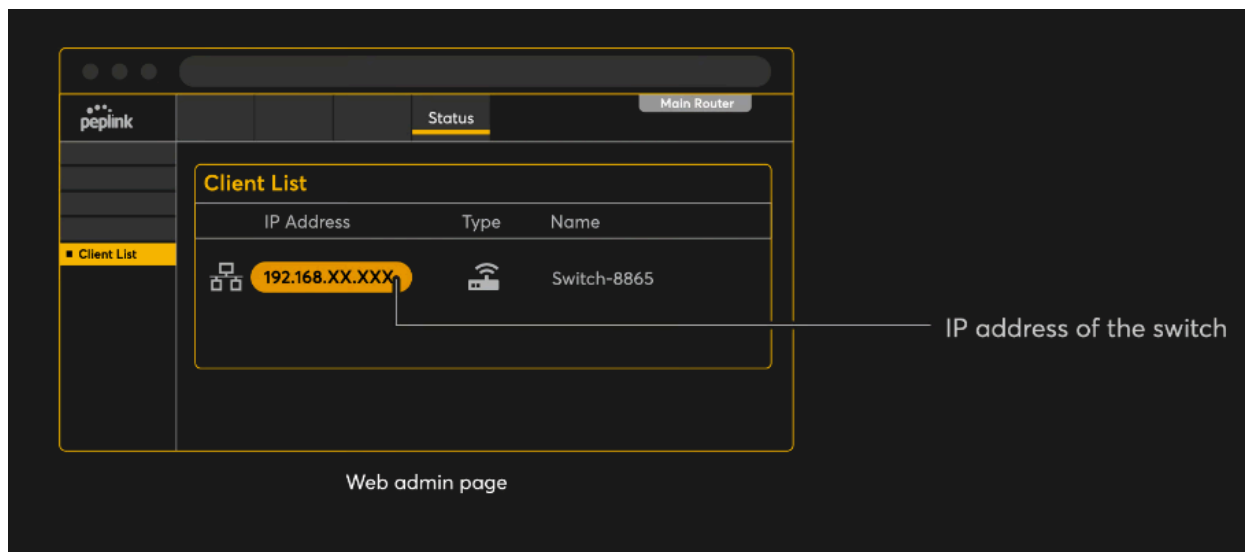 peplink
Status
Main Router
Client List
IP Address Type Name
Client List
192.168.XX.XXX Switch-8865
IP address of the switch
Web admin page